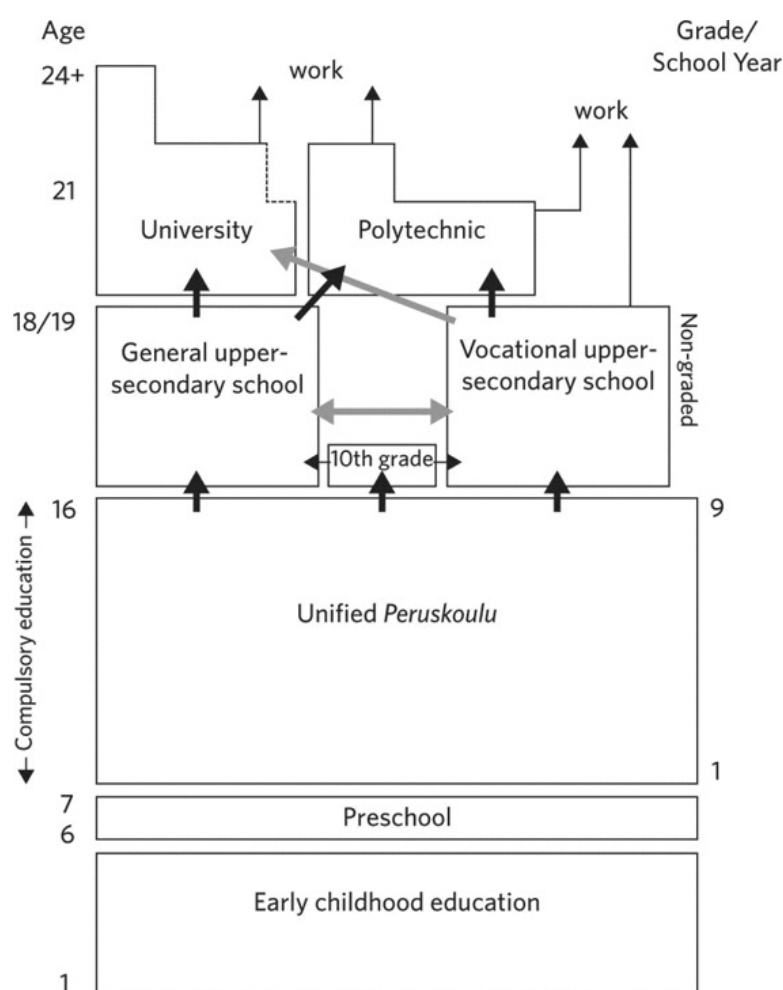 Age
Grade/
School Year
24+
work
work
21
University
Polytechnic
18/19
General upper-
secondary school
Vocational upper-
secondary school
Non-graded
10th grade
16
9
Compulsory education
Unified Peruskoulu
1
7
Preschool
6
Early childhood education
1